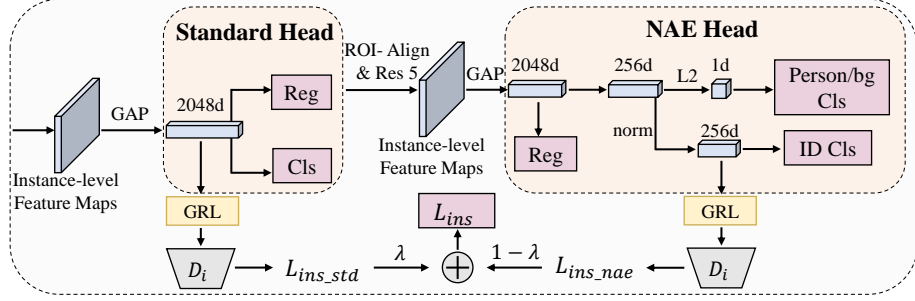 Standard Head
NAE Head
ROI- Align
& Res 5
GAP
2048d
Reg
Cls
Instance-level
Feature Maps
GAP
2048d
256d
L2
1d
Person/bg
Cls
norm
256d
ID Cls
Reg
Instance-level
Feature Maps
GRL
L_ins
GRL
D_i
L_ins_std
λ
1 − λ
L_ins_nae
D_i